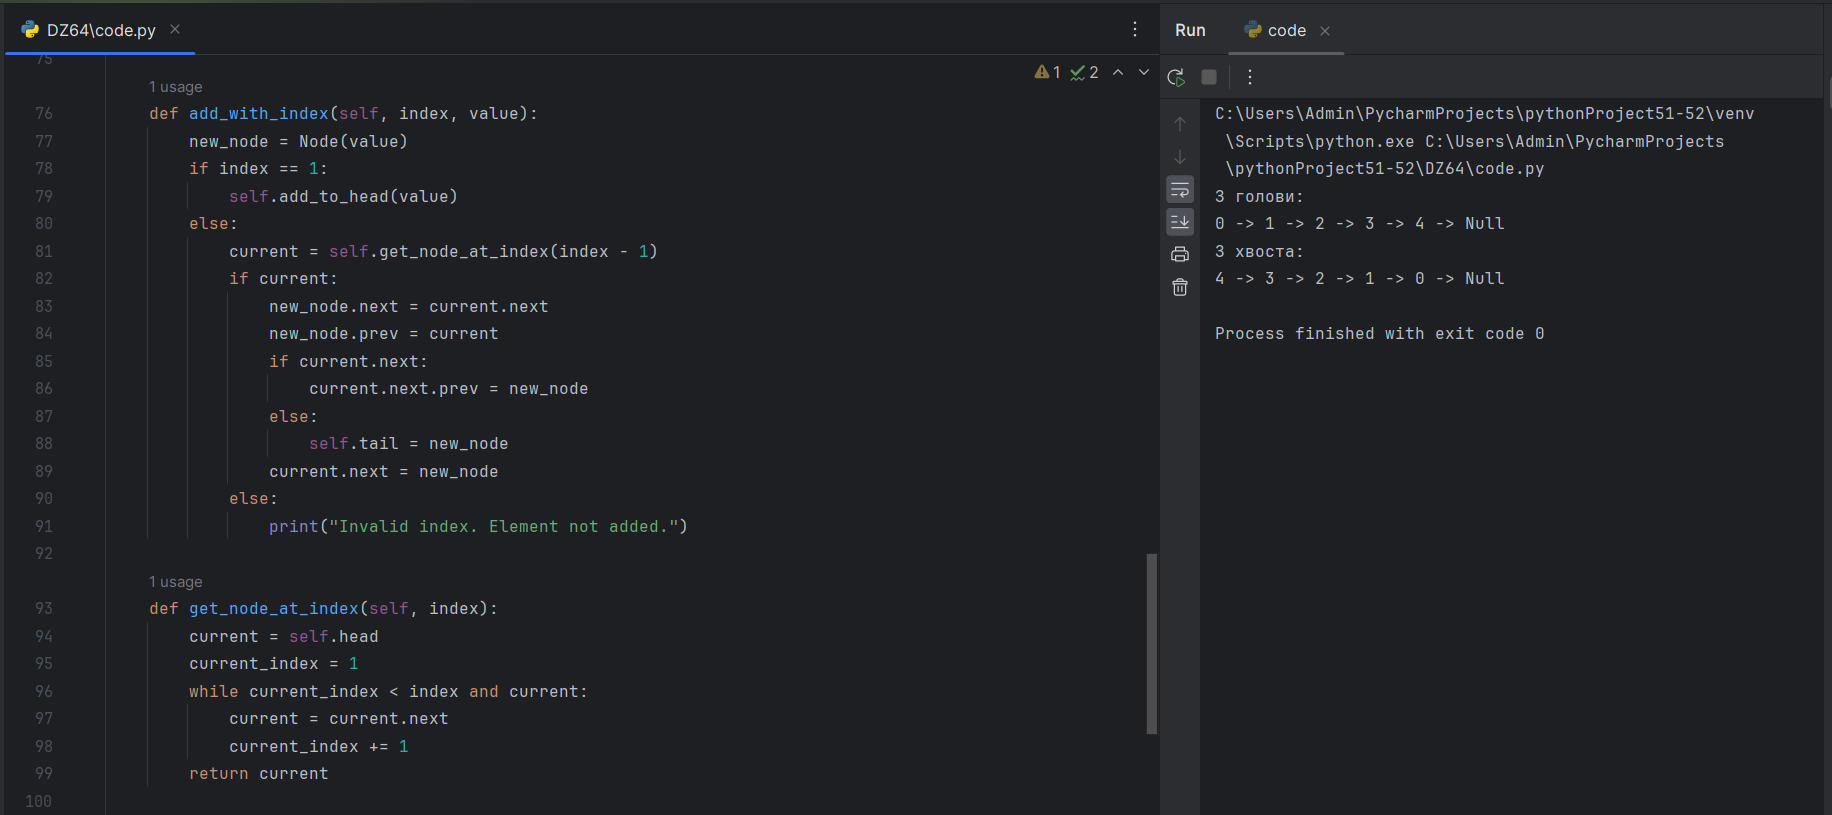 DZ64\code.py
75
1 usage
76 def add_with_index(self, index, value):
77 new_node = Node(value)
78 if index == 1:
79 self.add_to_head(value)
80 else:
81 current = self.get_node_at_index(index - 1)
82 if current:
83 new_node.next = current.next
84 new_node.prev = current
85 if current.next:
86 current.next.prev = new_node
87 else:
88 self.tail = new_node
89 current.next = new_node
90 else:
91 print("Invalid index. Element not added.")
92
1 usage
93 def get_node_at_index(self, index):
94 current = self.head
95 current_index = 1
96 while current_index < index and current:
97 current = current.next
98 current_index += 1
99 return current
100
1 2
Run code
C:\Users\Admin\PycharmProjects\pythonProject51-52\venv
\Scripts\python.exe C:\Users\Admin\PycharmProjects
\pythonProject51-52\DZ64\code.py
З голови:
0 -> 1 -> 2 -> 3 -> 4 -> Null
З хвоста:
4 -> 3 -> 2 -> 1 -> 0 -> Null
Process finished with exit code 0